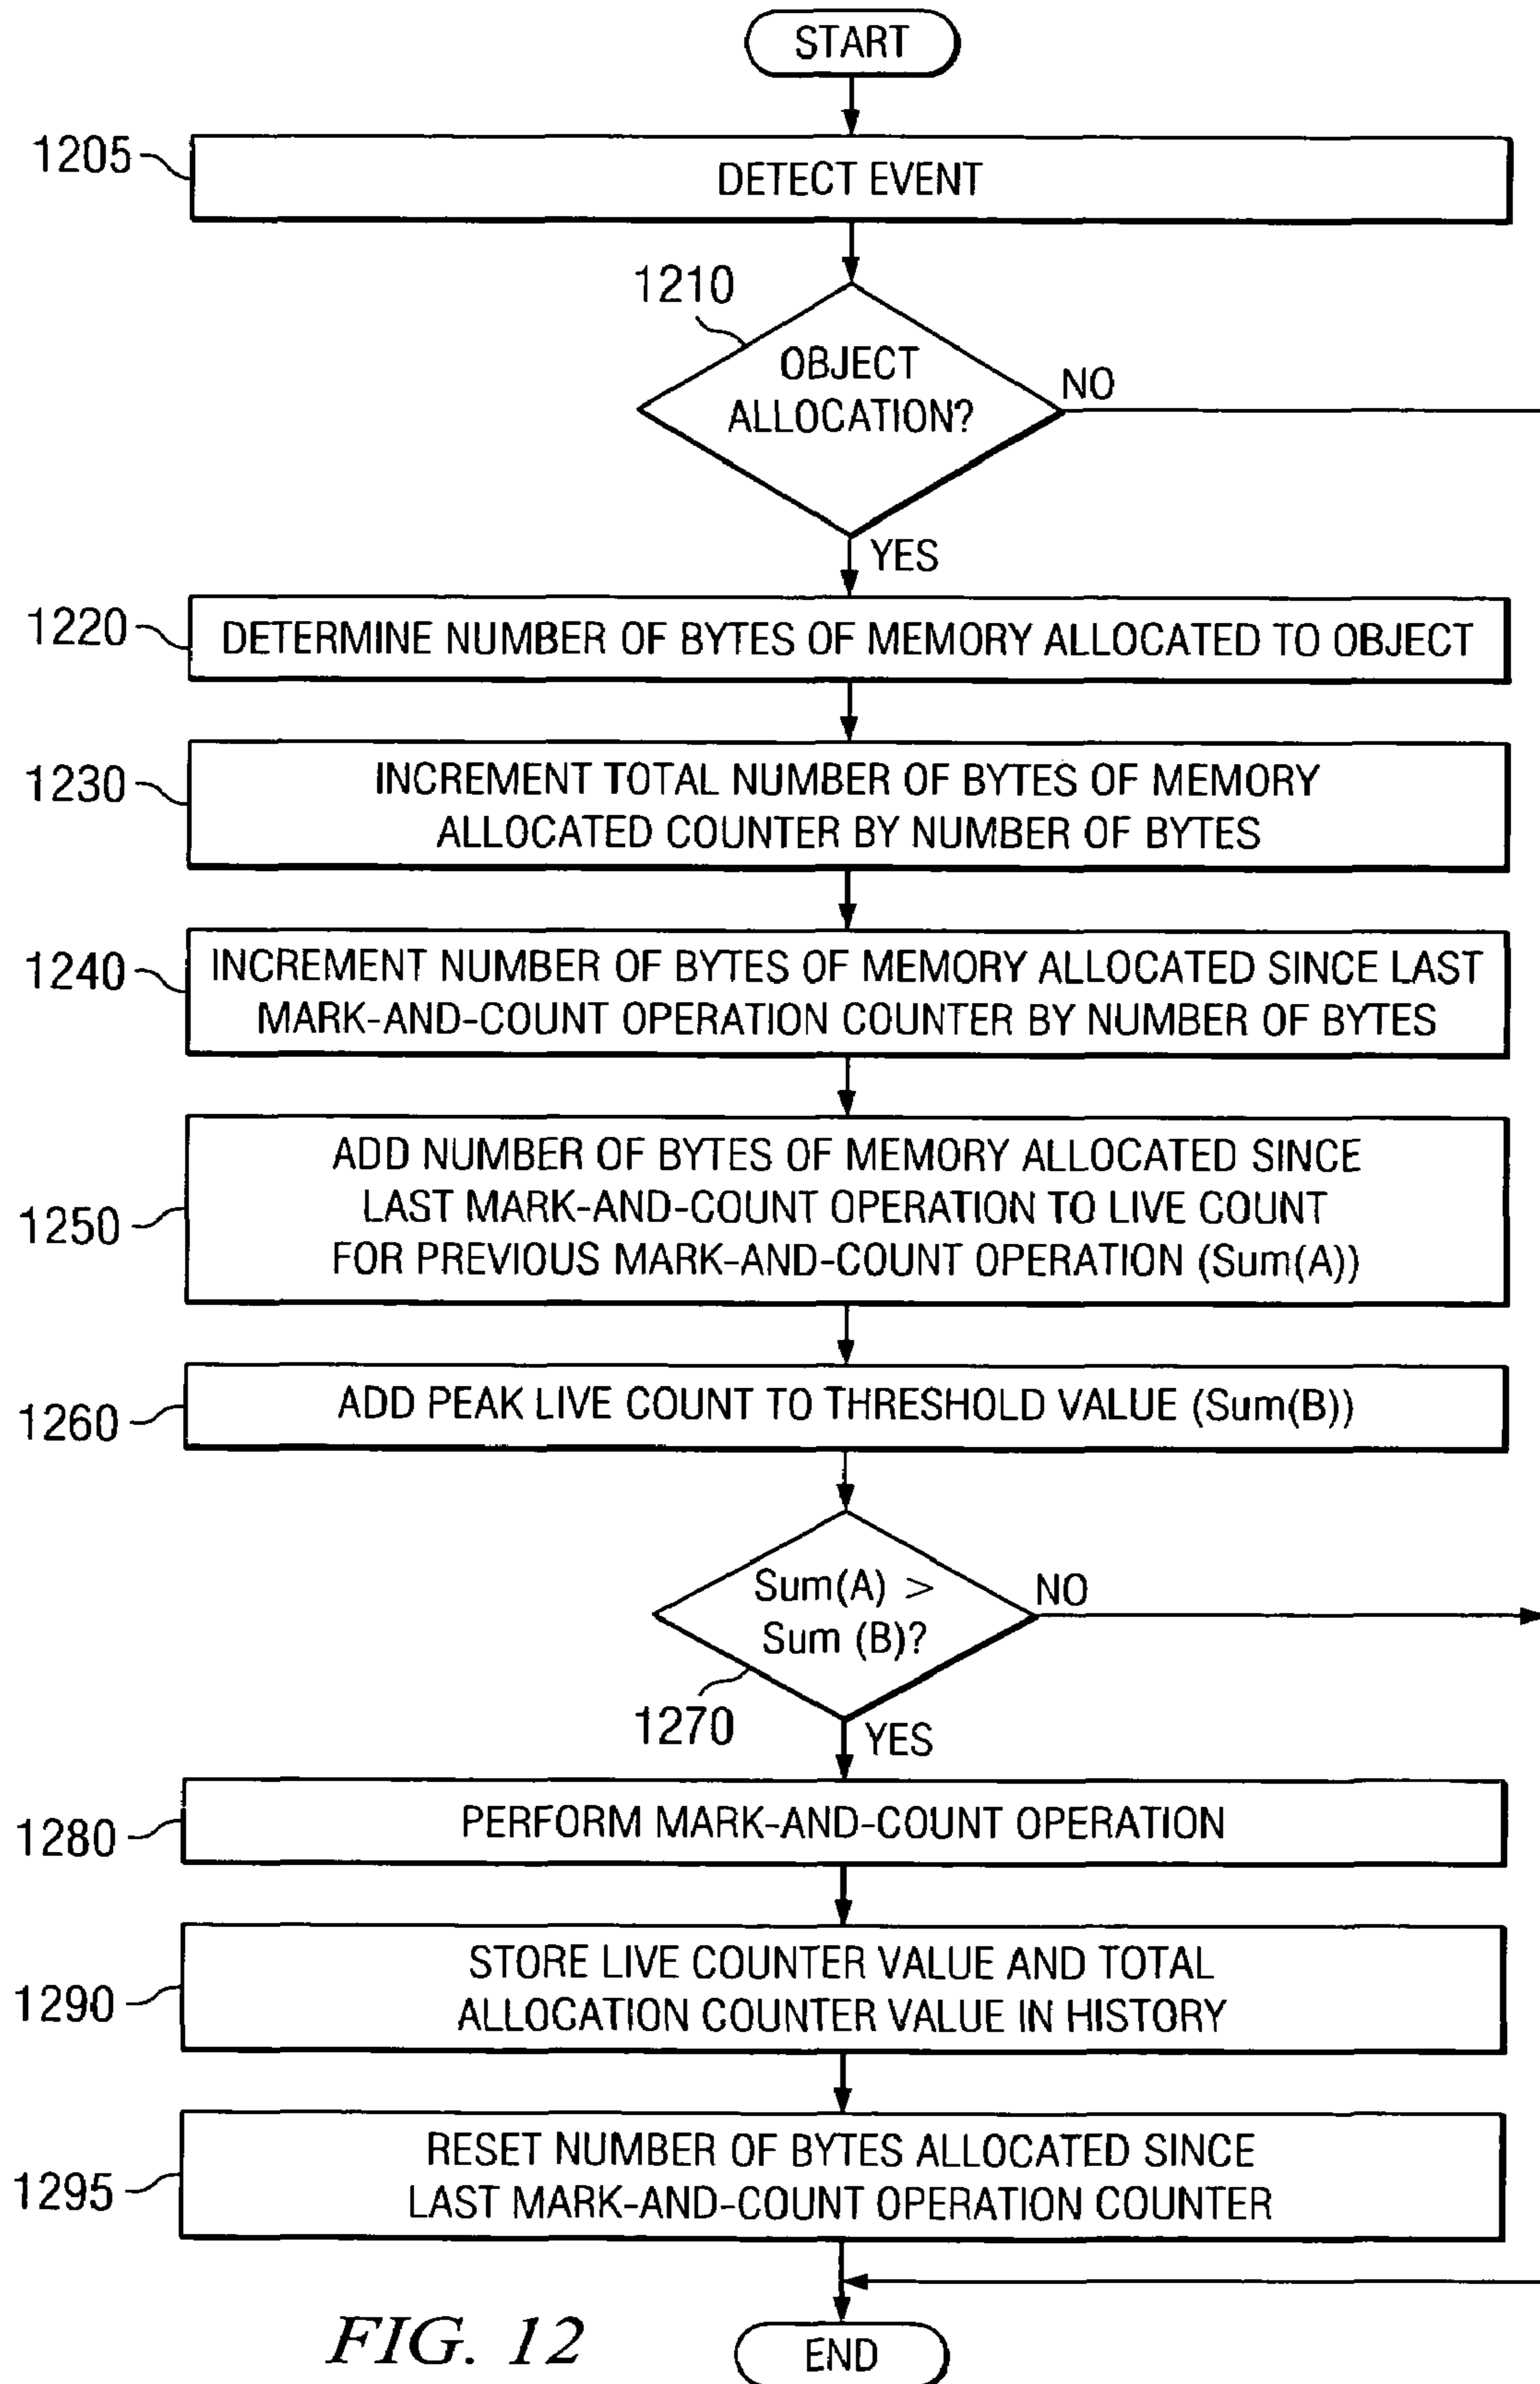 START
1205
DETECT EVENT
1210
OBJECT
ALLOCATION?
NO
YES
1220
DETERMINE NUMBER OF BYTES OF MEMORY ALLOCATED TO OBJECT
1230
INCREMENT TOTAL NUMBER OF BYTES OF MEMORY
ALLOCATED COUNTER BY NUMBER OF BYTES
1240
INCREMENT NUMBER OF BYTES OF MEMORY ALLOCATED SINCE LAST
MARK-AND-COUNT OPERATION COUNTER BY NUMBER OF BYTES
1250
ADD NUMBER OF BYTES OF MEMORY ALLOCATED SINCE
LAST MARK-AND-COUNT OPERATION TO LIVE COUNT
FOR PREVIOUS MARK-AND-COUNT OPERATION (Sum(A))
1260
ADD PEAK LIVE COUNT TO THRESHOLD VALUE (Sum(B))
Sum(A) >
Sum (B)?
NO
1270
YES
1280
PERFORM MARK-AND-COUNT OPERATION
1290
STORE LIVE COUNTER VALUE AND TOTAL
ALLOCATION COUNTER VALUE IN HISTORY
1295
RESET NUMBER OF BYTES ALLOCATED SINCE
LAST MARK-AND-COUNT OPERATION COUNTER
FIG. 12
END